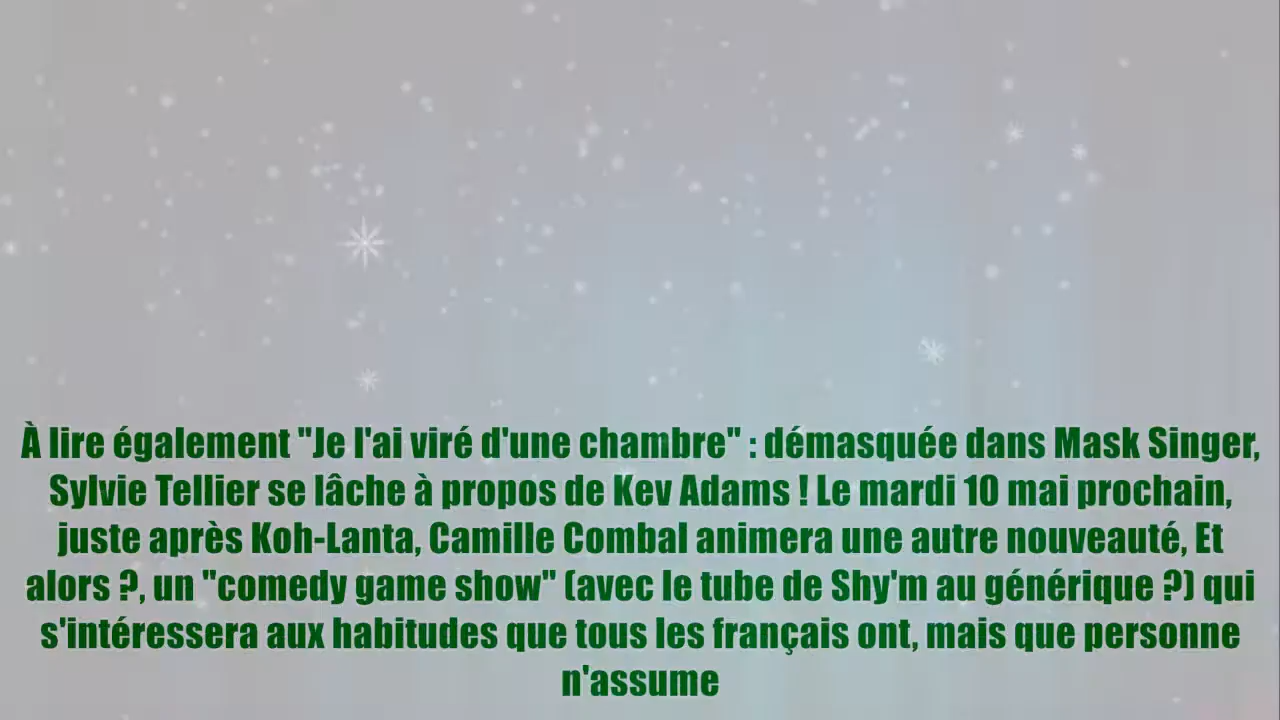 À lire également "Je l'ai viré d'une chambre" : démasquée dans Mask Singer,
Sylvie Tellier se lâche à propos de Kev Adams ! Le mardi 10 mai prochain,
juste après Koh-Lanta, Camille Combal animera une autre nouveauté, Et
alors ?, un "comedy game show" (avec le tube de Shy'm au générique ?) qui
s'intéressera aux habitudes que tous les français ont, mais que personne
n'assume